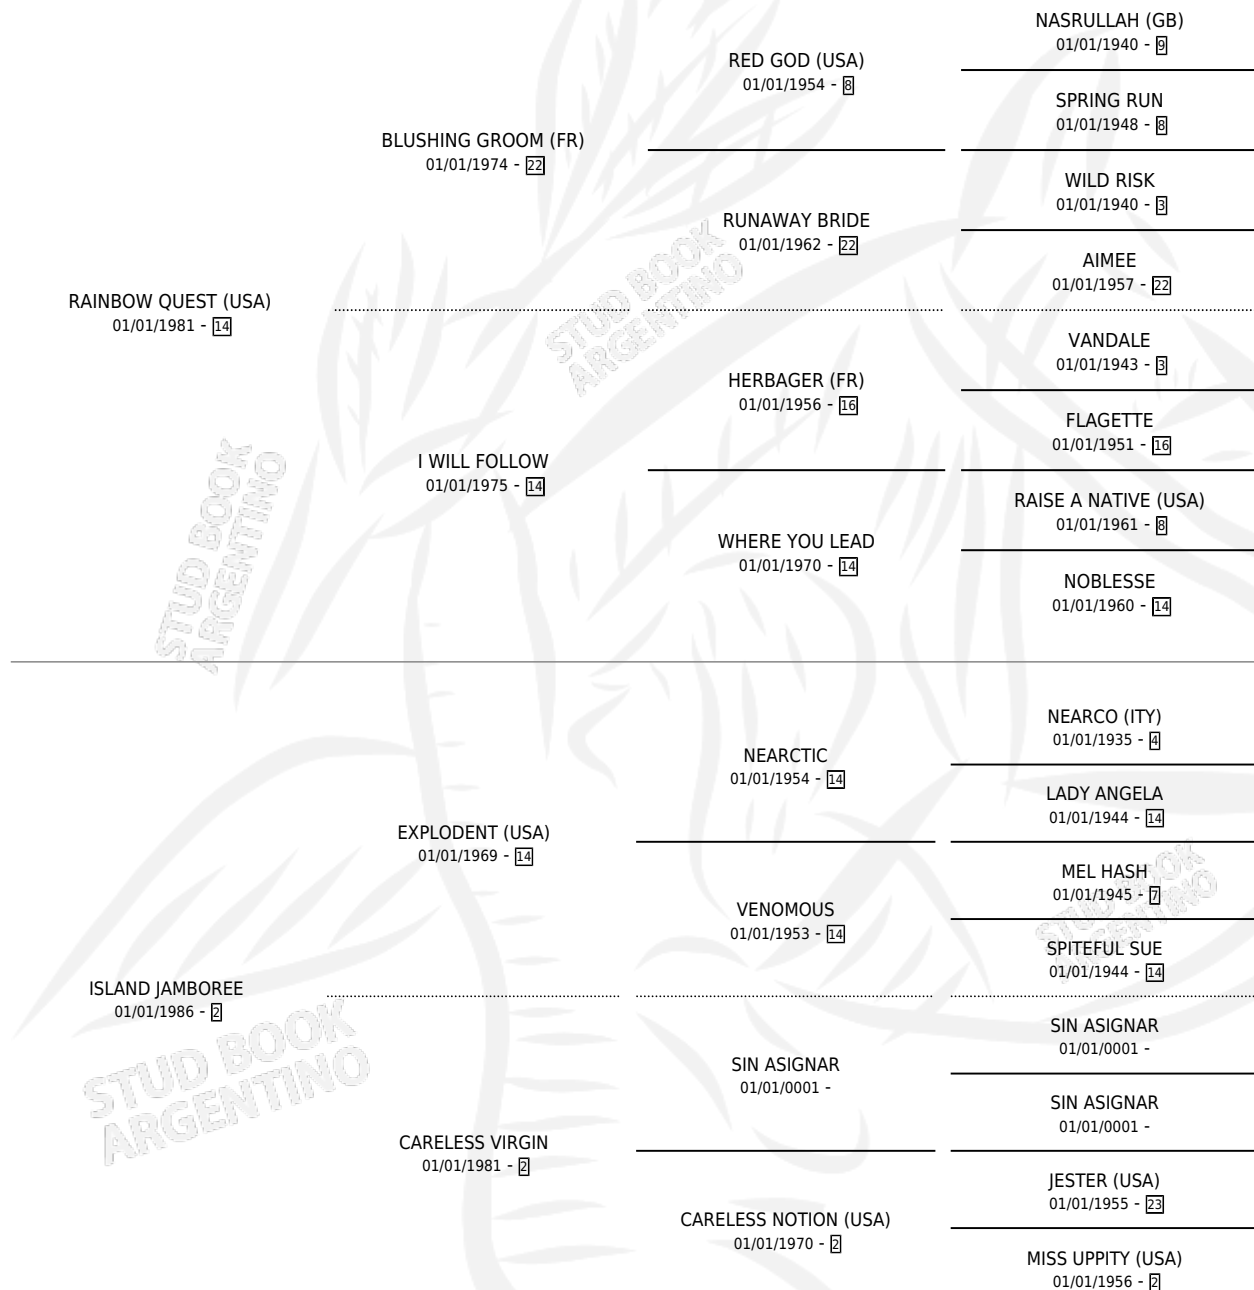 NASRULLAH (GB)
01/01/1940 - 9
RED GOD (USA)
01/01/1954 - 8
SPRING RUN
01/01/1948 - 8
BLUSHING GROOM (FR)
01/01/1974 - 22
WILD RISK
01/01/1940 - 3
RUNAWAY BRIDE
01/01/1962 - 22
AIMEE
01/01/1957 - 22
RAINBOW QUEST (USA)
01/01/1981 - 14
VANDALE
01/01/1943 - 3
HERBAGER (FR)
01/01/1956 - 16
FLAGETTE
01/01/1951 - 16
I WILL FOLLOW
01/01/1975 - 14
RAISE A NATIVE (USA)
01/01/1961 - 8
WHERE YOU LEAD
01/01/1970 - 14
NOBLESSE
01/01/1960 - 14
NEARCO (ITY)
01/01/1935 - 4
NEARCTIC
01/01/1954 - 14
LADY ANGELA
01/01/1944 - 14
EXPLODENT (USA)
01/01/1969 - 14
MEL HASH
01/01/1945 - 7
VENOMOUS
01/01/1953 - 14
SPITEFUL SUE
01/01/1944 - 14
ISLAND JAMBOREE
01/01/1986 - 2
SIN ASIGNAR
01/01/0001 -
SIN ASIGNAR
01/01/0001 -
SIN ASIGNAR
01/01/0001 -
CARELESS VIRGIN
01/01/1981 - 2
JESTER (USA)
01/01/1955 - 23
CARELESS NOTION (USA)
01/01/1970 - 2
MISS UPPITY (USA)
01/01/1956 - 2
STUD BOOK
ARGENTINO
STUD BOOK
ARGENTINO
STUD BOOK
ARGENTINO
STUD BOOK
ARGENTINO